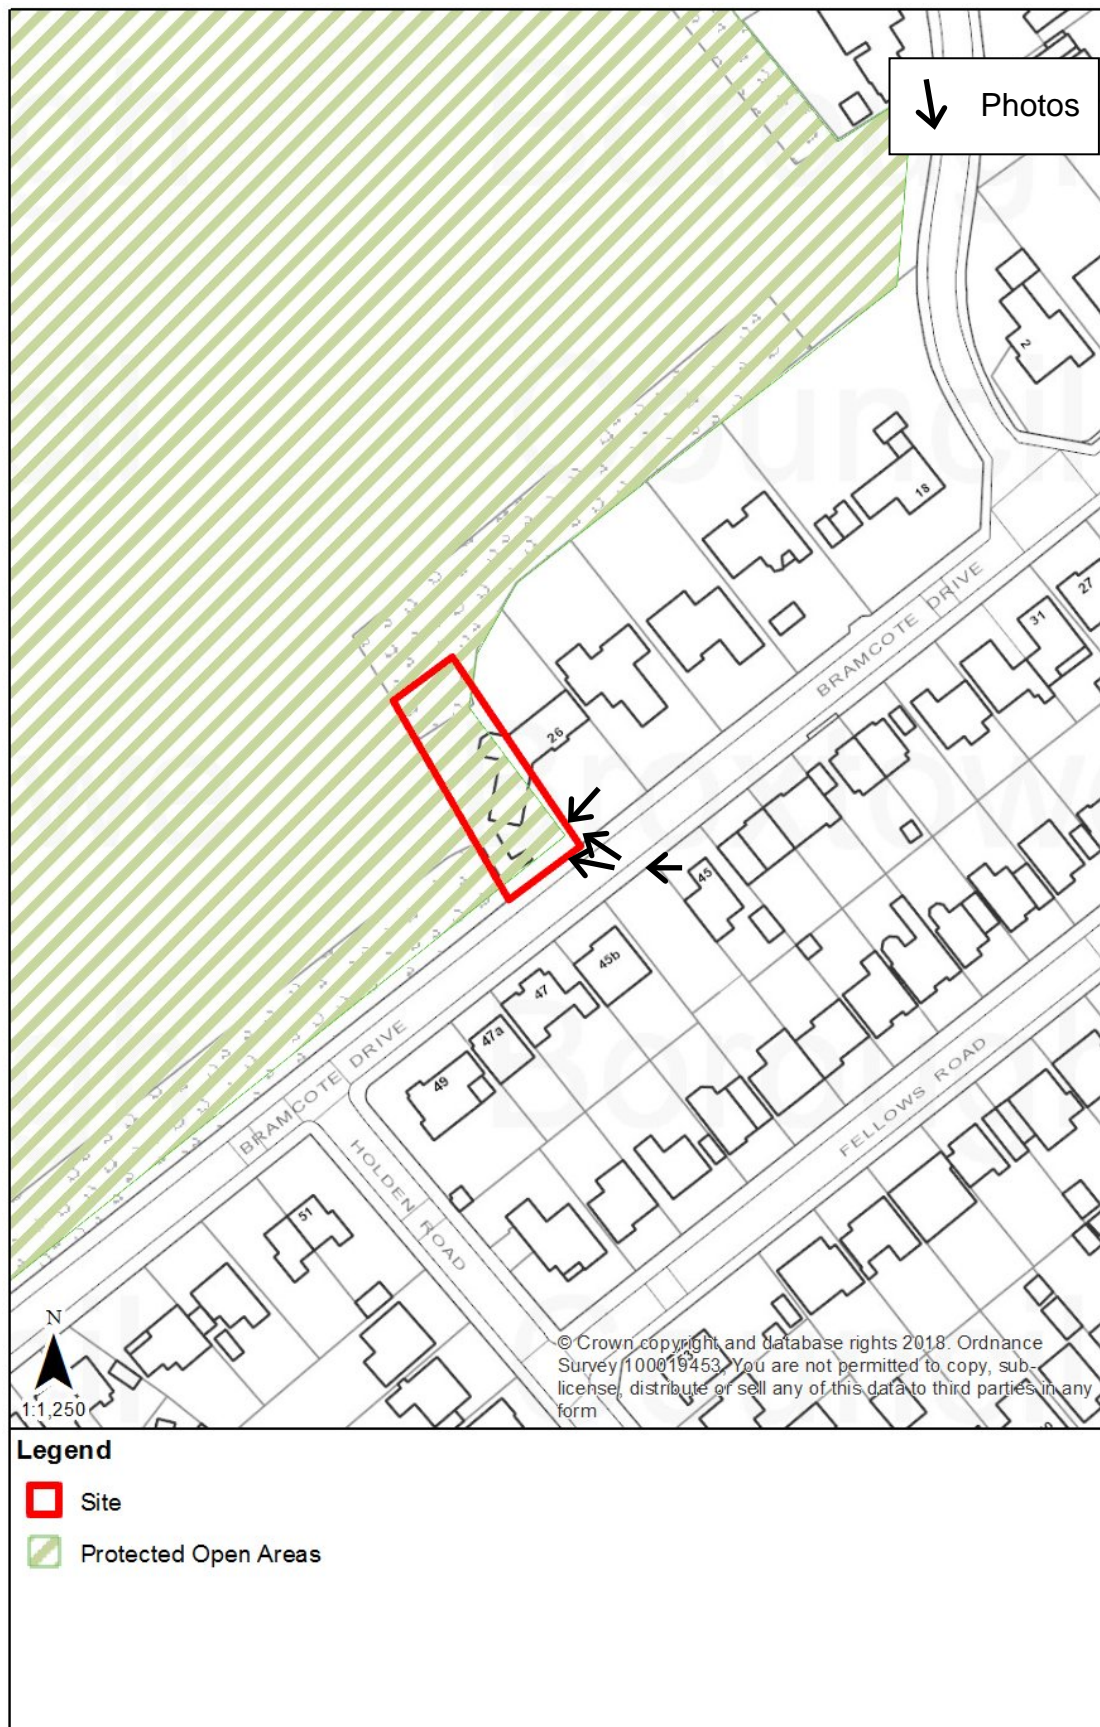 Photos
2
18
BRAMCOTE DRIVE
27
31
26
45
45b
47
47a
49
BRAMCOTE DRIVE
FELLOWS ROAD
HOLDEN ROAD
51
53
N
1:1,250
© Crown copyright and database rights 2018. Ordnance
Survey 100019453. You are not permitted to copy, sub-
license, distribute or sell any of this data to third parties in any
form
Legend
Site
Protected Open Areas